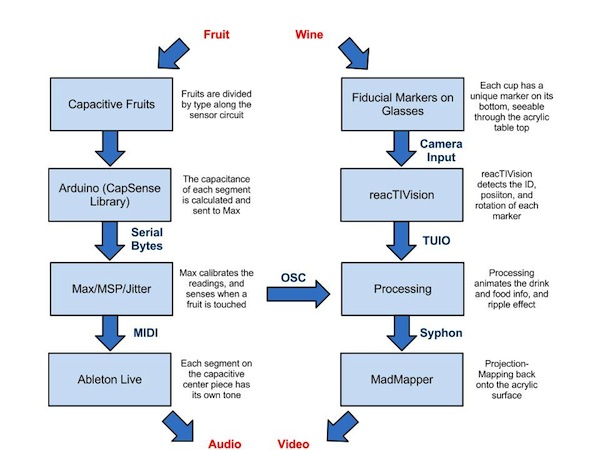 Fruit
Wine
Capacitive Fruits
Fruits are divided
by type along the
sensor circuit
Fiducial Markers on
Glasses
Each cup has a
unique marker on its
bottom, seeable
through the acrylic
table top
Camera
Input
Arduino (CapSense
Library)
The capacitance
of each segment
is calculated and
sent to Max
reacTIVision
reacTIVision
detects the ID,
posiiton, and
rotation of each
marker
Serial
Bytes
TUIO
Max/MSP/Jitter
Max calibrates the
readings, and
senses when a
fruit is touched
OSC
Processing
Processing
animates the drink
and food info, and
ripple effect
MIDI
Syphon
Ableton Live
Each segment on
the capacitive
center piece has
its own tone
MadMapper
Projection-
Mapping back
onto the acrylic
surface
Audio
Video